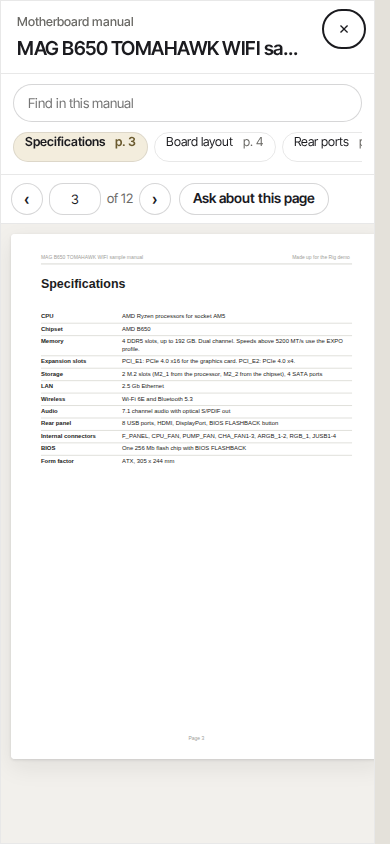 Motherboard manual
MAG B650 TOMAHAWK WIFI sa...
×
Find in this manual
Specifications p. 3
Board layout p. 4
Rear ports
‹ 3 of 12 › Ask about this page
MAG B650 TOMAHAWK WIFI sample manual
Made up for the Rig demo
Specifications
CPU AMD Ryzen processors for socket AM5
Chipset AMD B650
Memory 4 DDR5 slots, up to 192 GB. Dual channel. Speeds above 5200 MT/s use the EXPO
profile.
Expansion slots PCI_E1: PCIe 4.0 x16 for the graphics card. PCI_E2: PCIe 4.0 x4.
Storage 2 M.2 slots (M2_1 from the processor, M2_2 from the chipset), 4 SATA ports
LAN 2.5 Gb Ethernet
Wireless Wi-Fi 6E and Bluetooth 5.3
Audio 7.1 channel audio with optical S/PDIF out
Rear panel 8 USB ports, HDMI, DisplayPort, BIOS FLASHBACK button
Internal connectors F_PANEL, CPU_FAN, PUMP_FAN, CHA_FAN1-3, ARGB_1-2, RGB_1, JUSB1-4
BIOS One 256 Mb flash chip with BIOS FLASHBACK
Form factor ATX, 305 x 244 mm
Page 3